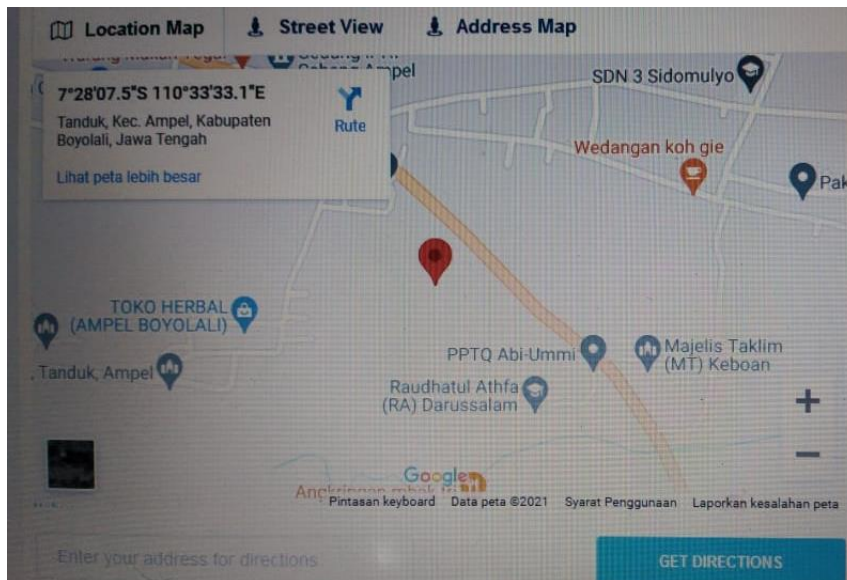 Location Map
Street View
Address Map
Ampel
SDN 3 Sidomulyo
7°28'07.5"S 110°33'33.1"E
Tanduk, Kec. Ampel, Kabupaten
Boyolali, Jawa Tengah
Rute
Lihat peta lebih besar
Wedangan koh gie
Pak
TOKO HERBAL
(AMPEL BOYOLALI)
Tanduk, Ampel
PPTQ Abi-Ummi
Majelis Taklim
(MT) Keboan
Raudhatul Athfa
(RA) Darussalam
+
−
Google
Pintasan keyboard
Data peta ©2021
Syarat Penggunaan
Laporkan kesalahan peta
Enter your address for directions
GET DIRECTIONS